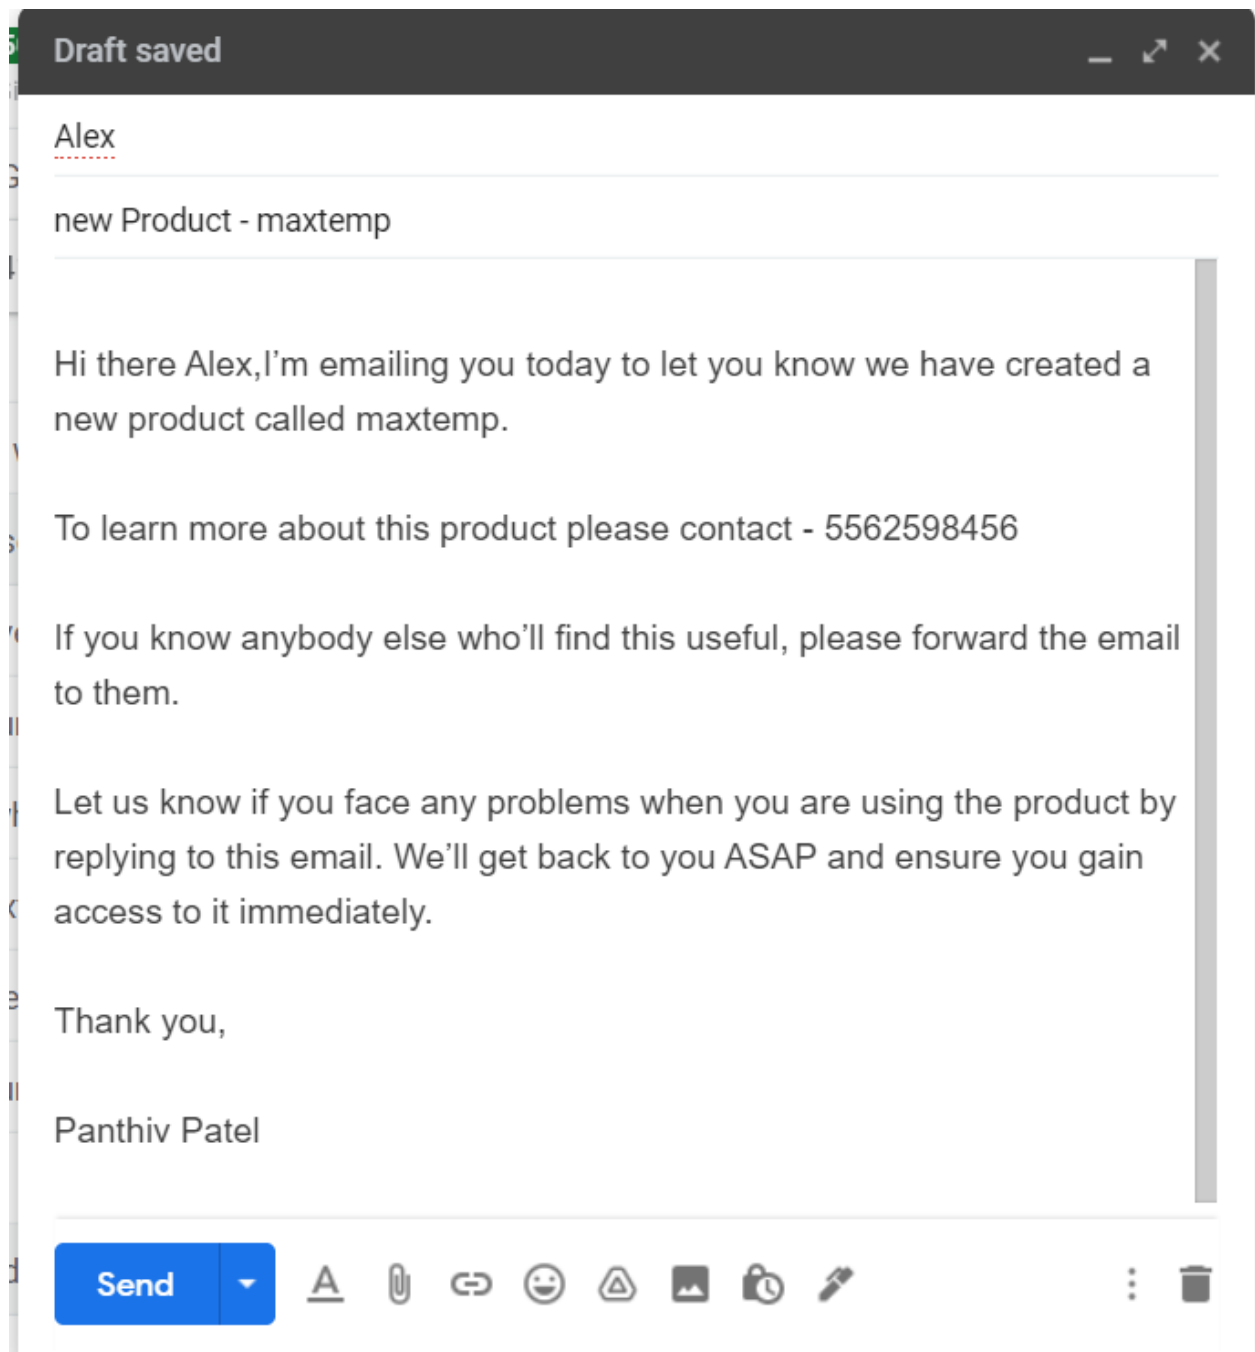 Draft saved
Alex
new Product - maxtemp
Hi there Alex,I’m emailing you today to let you know we have created a
new product called maxtemp.
To learn more about this product please contact - 5562598456
If you know anybody else who’ll find this useful, please forward the email
to them.
Let us know if you face any problems when you are using the product by
replying to this email. We’ll get back to you ASAP and ensure you gain
access to it immediately.
Thank you,
Panthiv Patel
Send